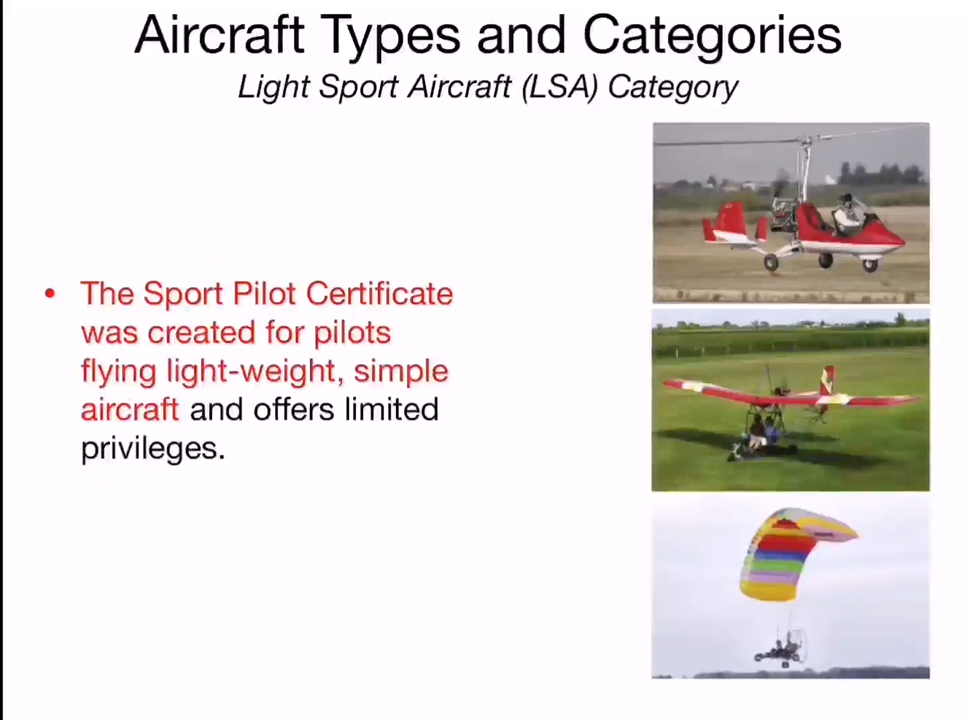 Aircraft Types and Categories
Light Sport Aircraft (LSA) Category
• The Sport Pilot Certificate
was created for pilots
flying light-weight, simple
aircraft and offers limited
privileges.